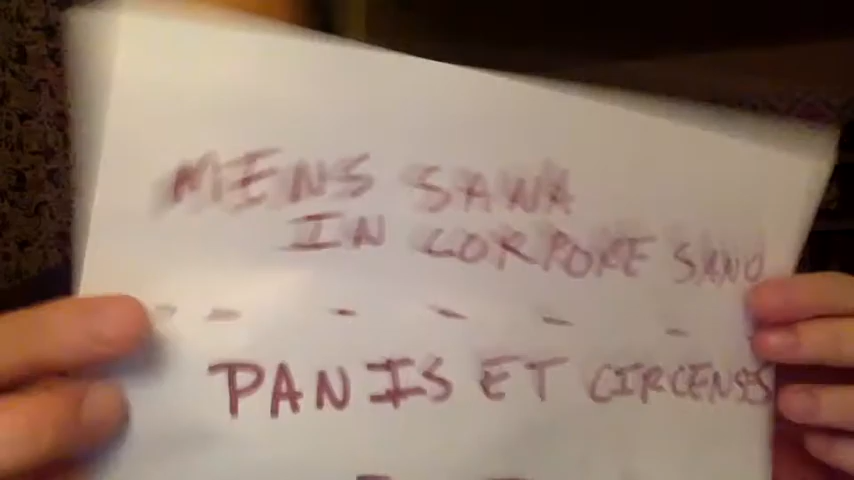 MENS SANA
IN CORPORE SANO
- - - - - -
PANIS ET CIRCENSES